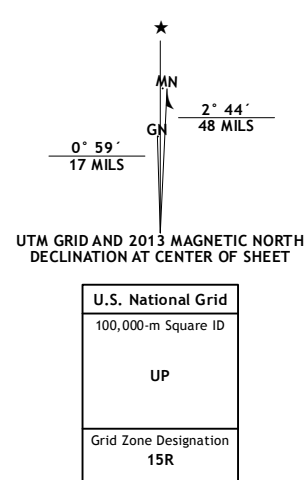 ★
MN
GN
2° 44´
48 MILS
0° 59´
17 MILS
UTM GRID AND 2013 MAGNETIC NORTH
DECLINATION AT CENTER OF SHEET
U.S. National Grid
100,000-m Square ID
UP
Grid Zone Designation
15R